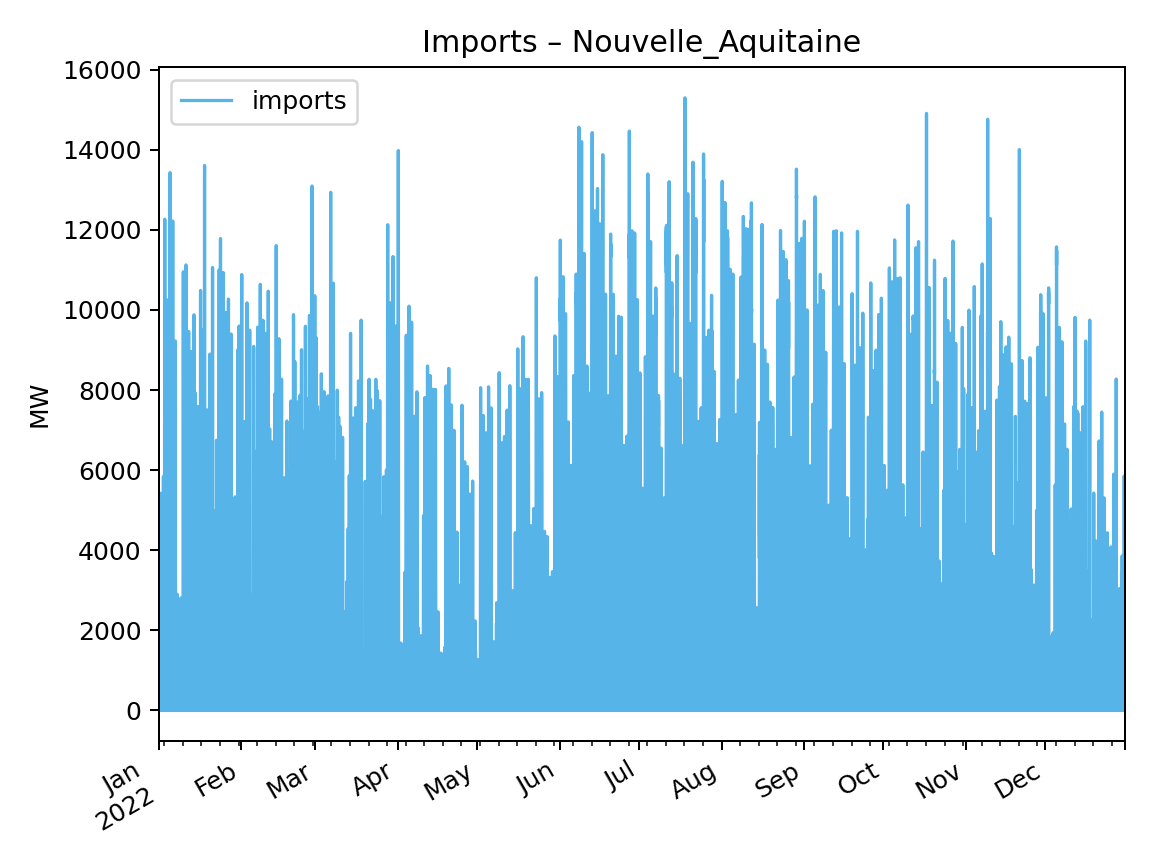 Imports – Nouvelle_Aquitaine
imports
MW
16000
14000
12000
10000
8000
6000
4000
2000
0
Jan
2022
Feb
Mar
Apr
May
Jun
Jul
Aug
Sep
Oct
Nov
Dec